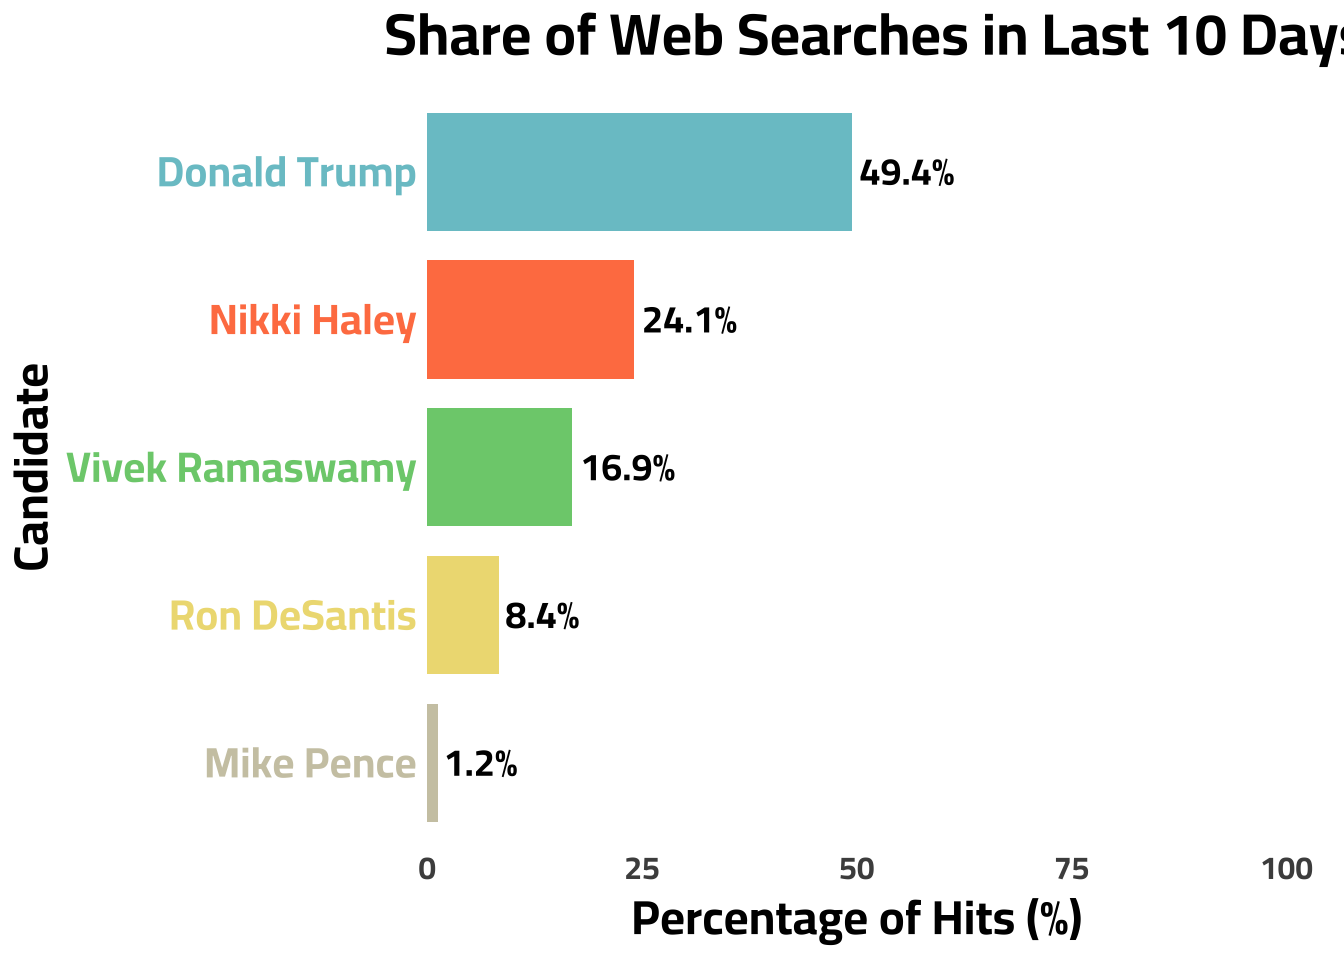 Share of Web Searches in Last 10 Days
Donald Trump
49.4%
Nikki Haley
24.1%
Vivek Ramaswamy
16.9%
Ron DeSantis
8.4%
Mike Pence
1.2%
Candidate
0 25 50 75 100
Percentage of Hits (%)